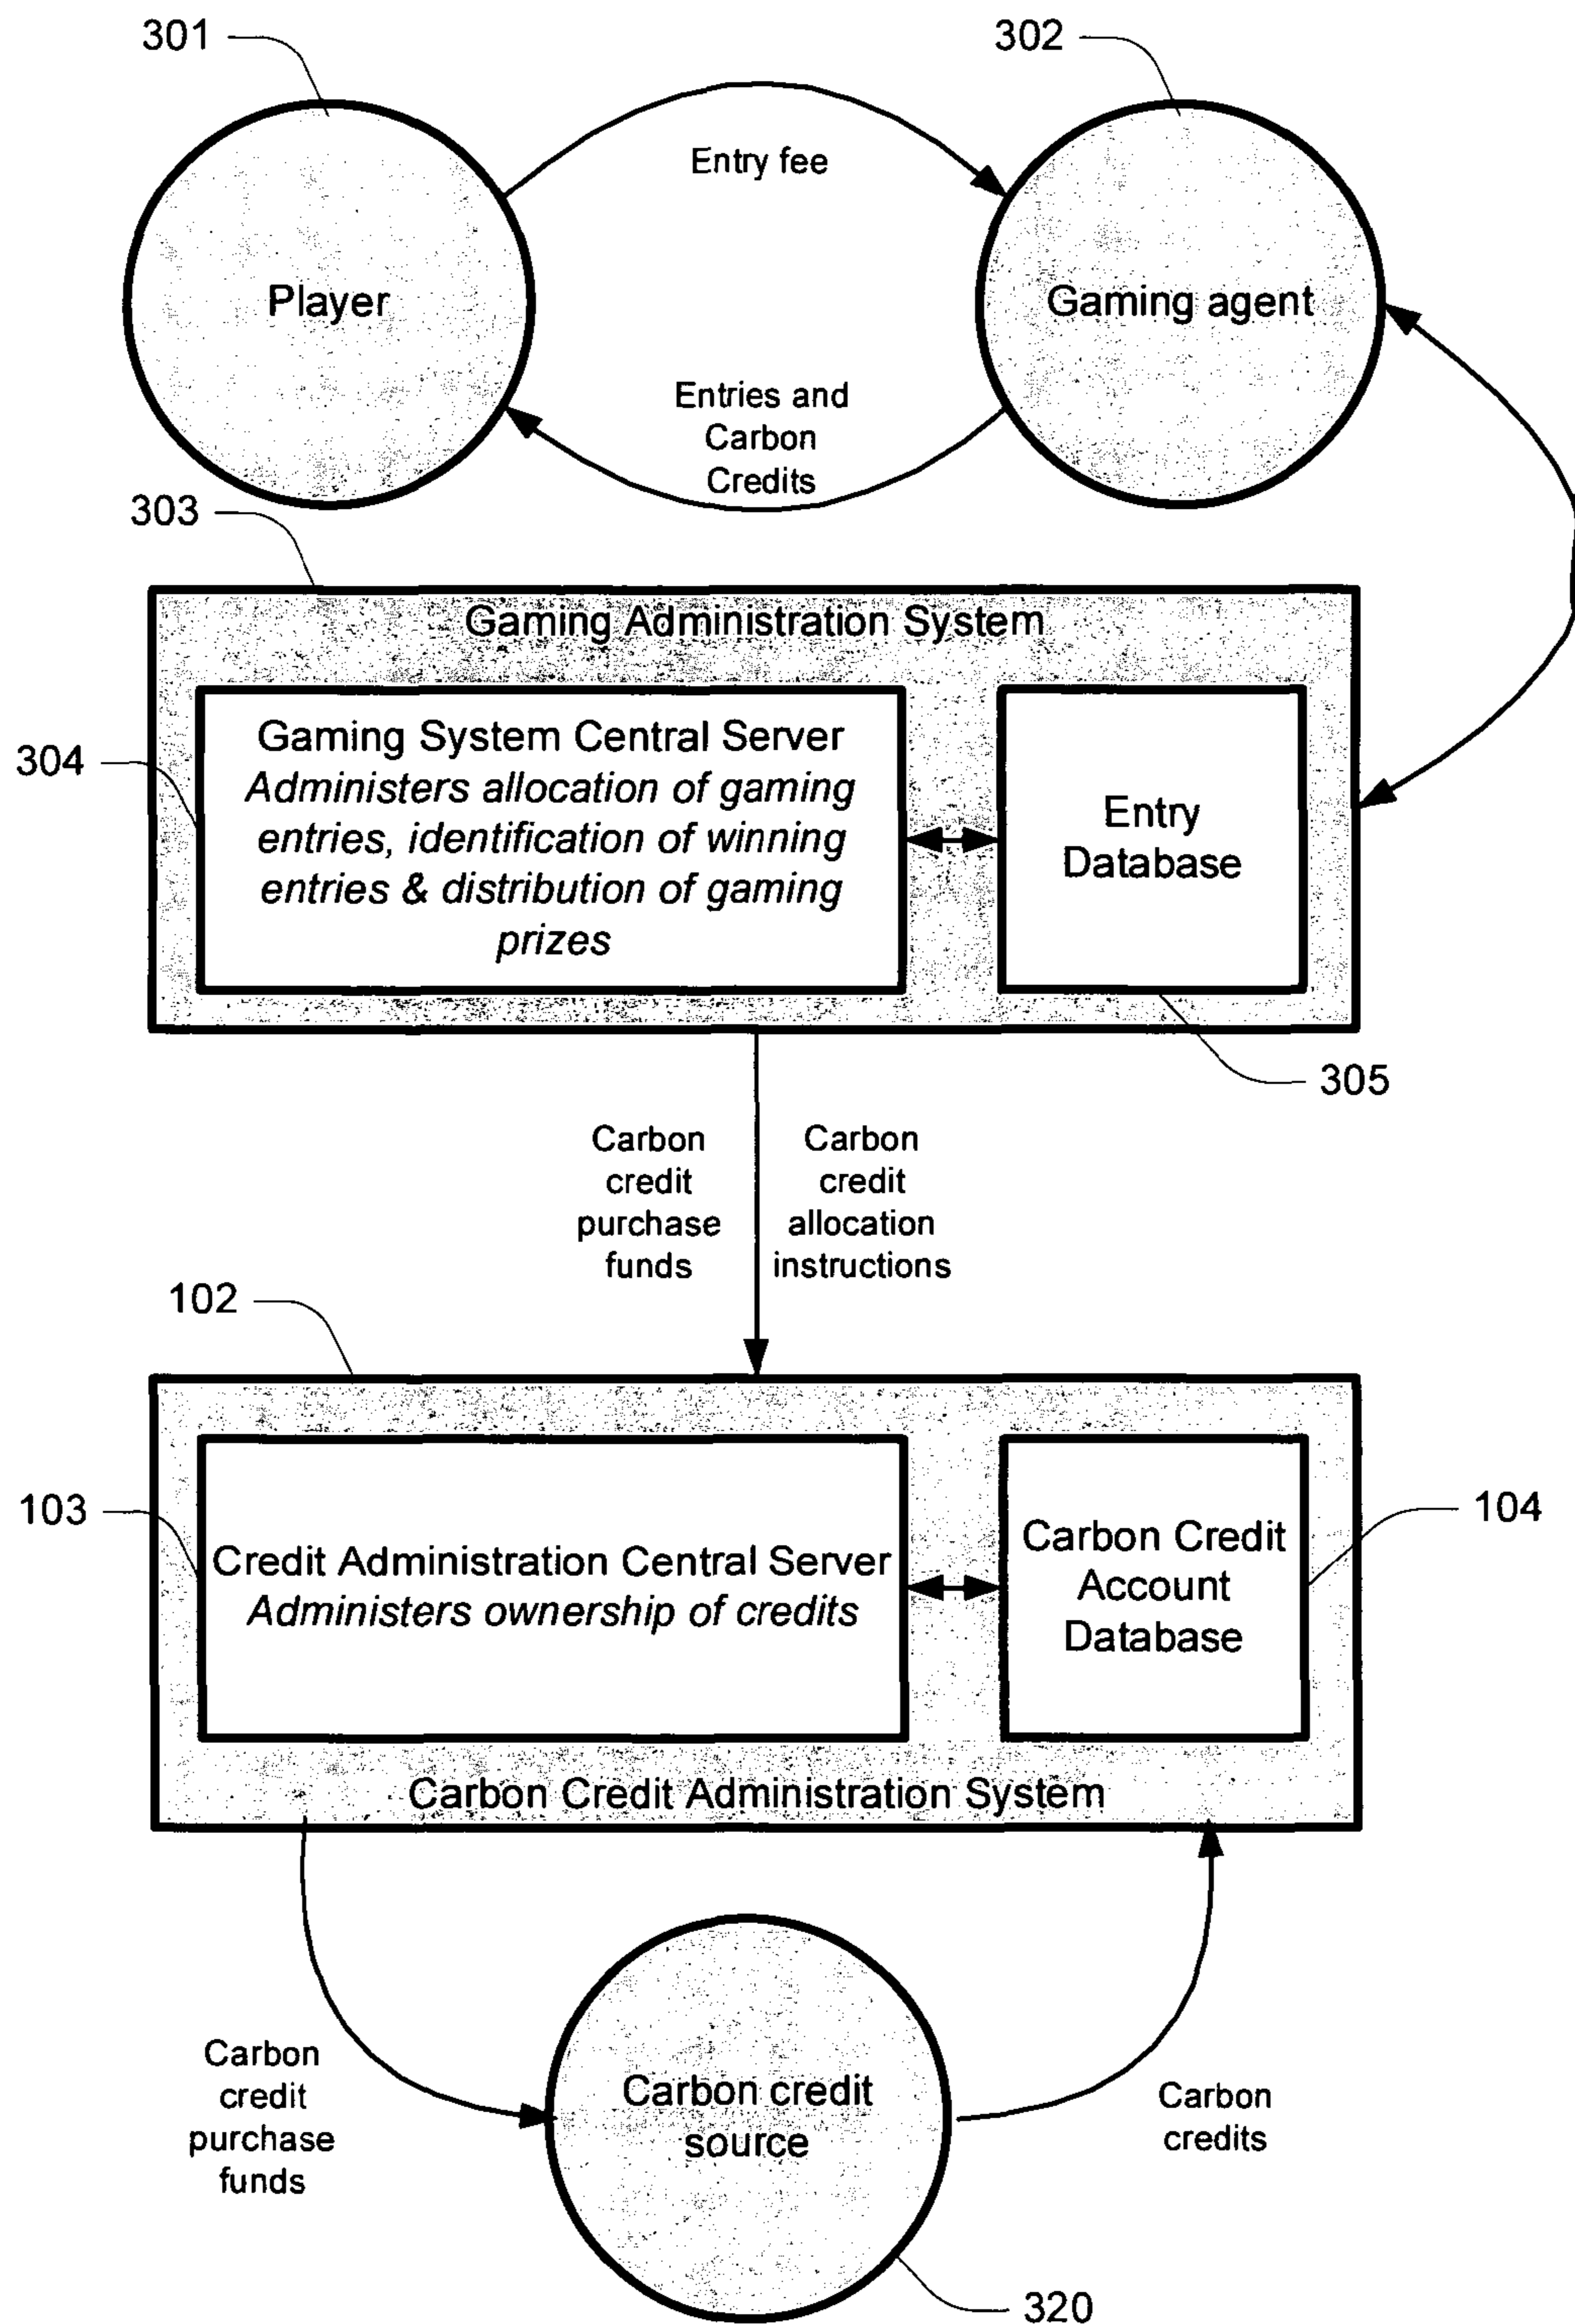 301
302
Entry fee
Player
Gaming agent
Entries and
Carbon
Credits
303
Gaming Administration System
304
Gaming System Central Server
Administers allocation of gaming
entries, identification of winning
entries & distribution of gaming
prizes
Entry
Database
305
Carbon
credit
purchase
funds
Carbon
credit
allocation
instructions
102
103
Credit Administration Central Server
Administers ownership of credits
Carbon Credit
Account
Database
104
Carbon Credit Administration System
Carbon
credit
purchase
funds
Carbon credit
source
Carbon
credits
320